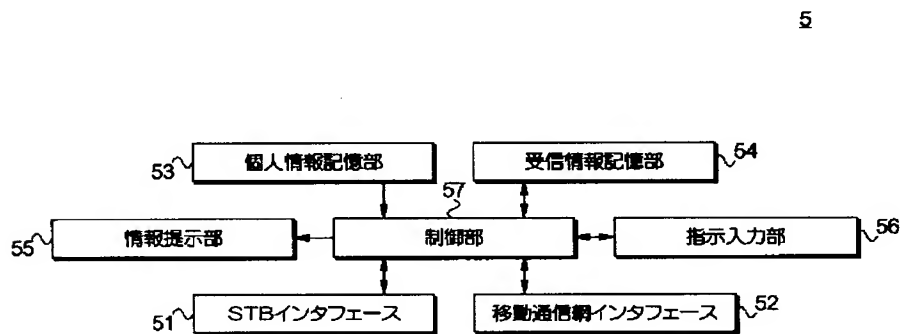 5
53 個人情報記憶部
受信情報記憶部 54
57
55 情報提示部
制御部
指示入力部 56
51 STBインタフェース
移動通信網インタフェース 52